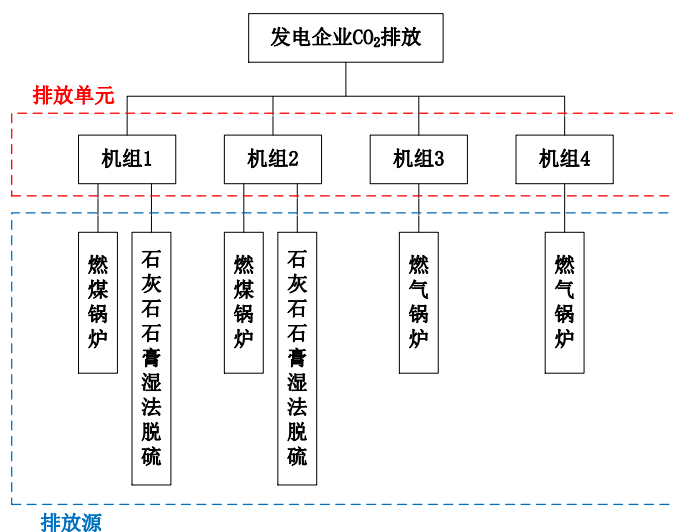 发电企业CO₂排放
排放单元
机组1
机组2
机组3
机组4
燃煤锅炉
石灰石石膏湿法脱硫
燃煤锅炉
石灰石石膏湿法脱硫
燃气锅炉
燃气锅炉
排放源